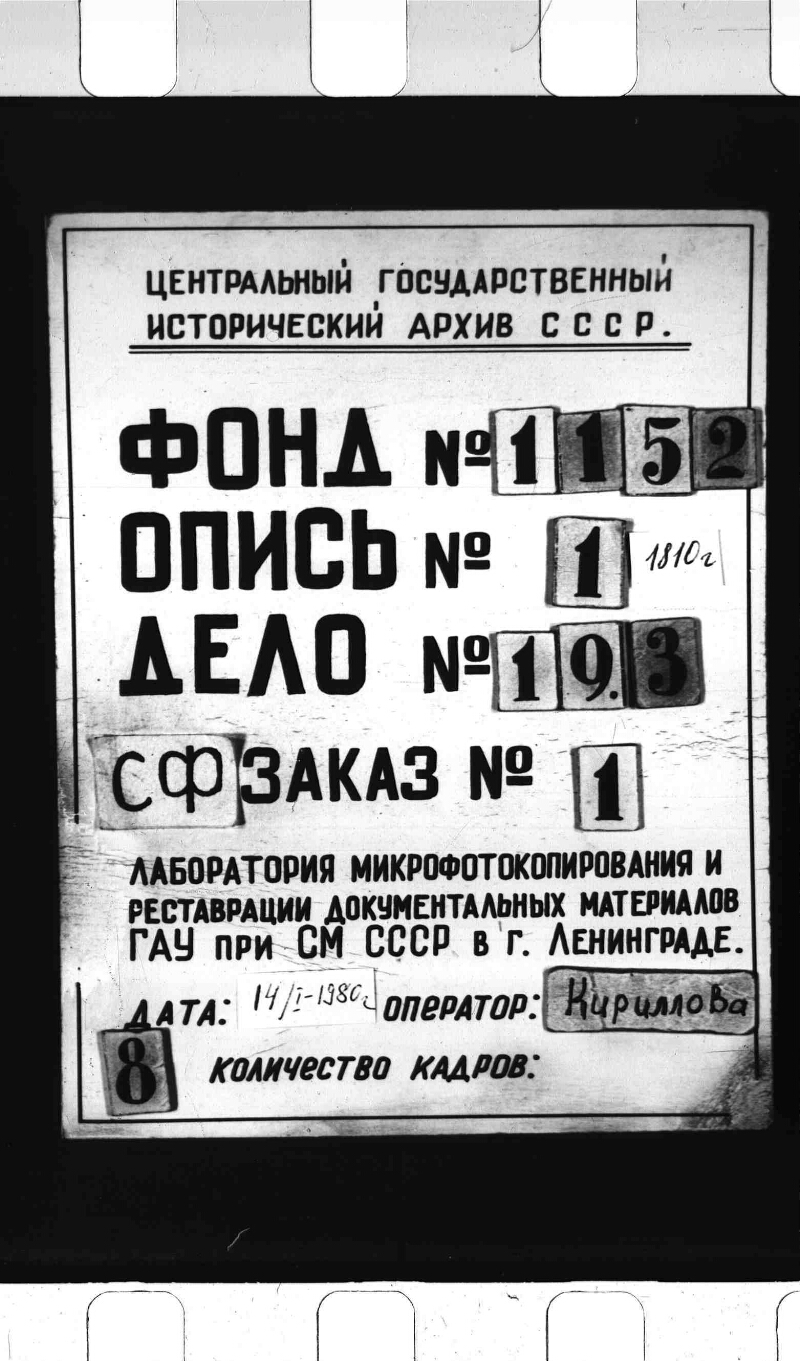 ЦЕНТРАЛЬНЫЙ ГОСУДАРСТВЕННЫЙ
ИСТОРИЧЕСКИЙ АРХИВ СССР.
ФОНД № 1152
ОПИСЬ № 1 1810 г
ДЕЛО № 19.3
СФ ЗАКАЗ № 1
ЛАБОРАТОРИЯ МИКРОФОТОКОПИРОВАНИЯ И
РЕСТАВРАЦИИ ДОКУМЕНТАЛЬНЫХ МАТЕРИАЛОВ
ГАУ ПРИ СМ СССР В Г. ЛЕНИНГРАДЕ.
ДАТА: 14/I-1980г ОПЕРАТОР: Кириллова
8 КОЛИЧЕСТВО КАДРОВ: